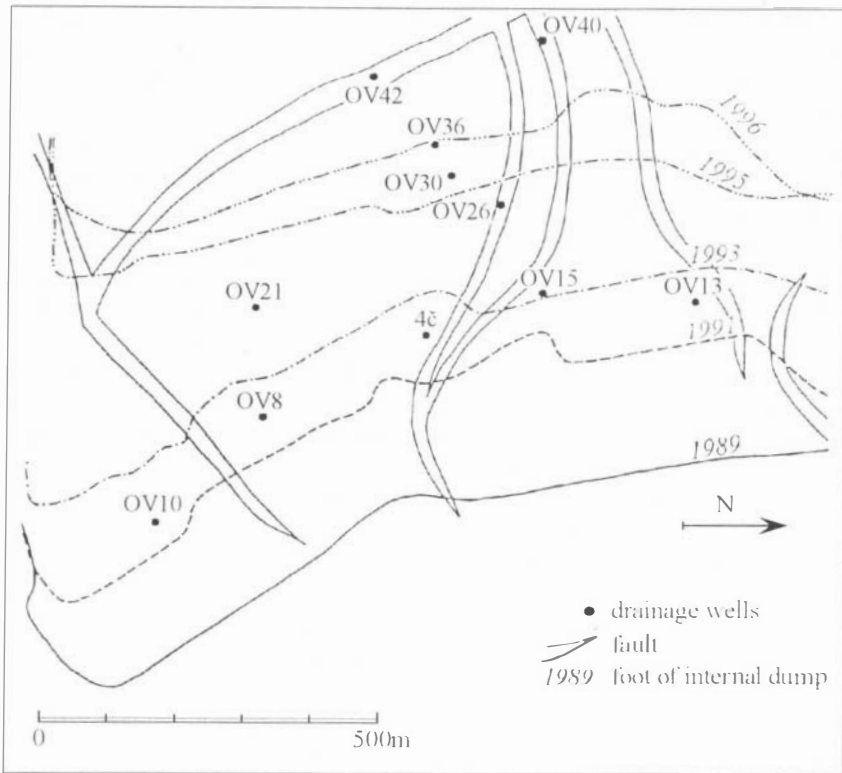 OV40
OV42
1996
OV36
1995
OV30
OV26
1993
OV21
OV15
OV13
4č
1991
OV8
1989
N
OV10
drainage wells
fault
1989 foot of internal dump
0 500m